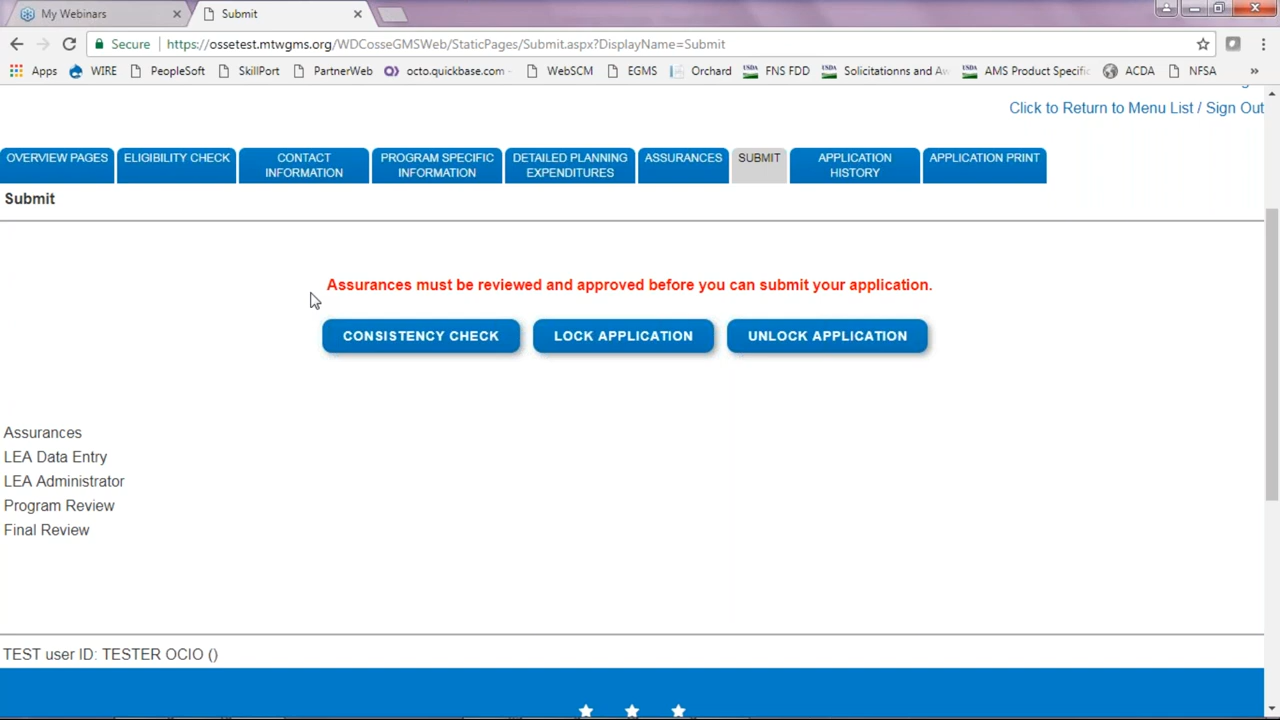 My Webinars
Submit
Secure https://ossetest.mtwgms.org/WDCosseGMSWeb/StaticPages/Submit.aspx?DisplayName=Submit
Apps WIRE PeopleSoft SkillPort PartnerWeb octo.quickbase.com - WebSCM EGMS Orchard FNS FDD Solicitationns and Aw AMS Product Specific ACDA NFSA »
Click to Return to Menu List / Sign Out
OVERVIEW PAGES
ELIGIBILITY CHECK
CONTACT
INFORMATION
PROGRAM SPECIFIC
INFORMATION
DETAILED PLANNING
EXPENDITURES
ASSURANCES
SUBMIT
APPLICATION
HISTORY
APPLICATION PRINT
Submit
Assurances must be reviewed and approved before you can submit your application.
CONSISTENCY CHECK LOCK APPLICATION UNLOCK APPLICATION
Assurances
LEA Data Entry
LEA Administrator
Program Review
Final Review
TEST user ID: TESTER OCIO ()